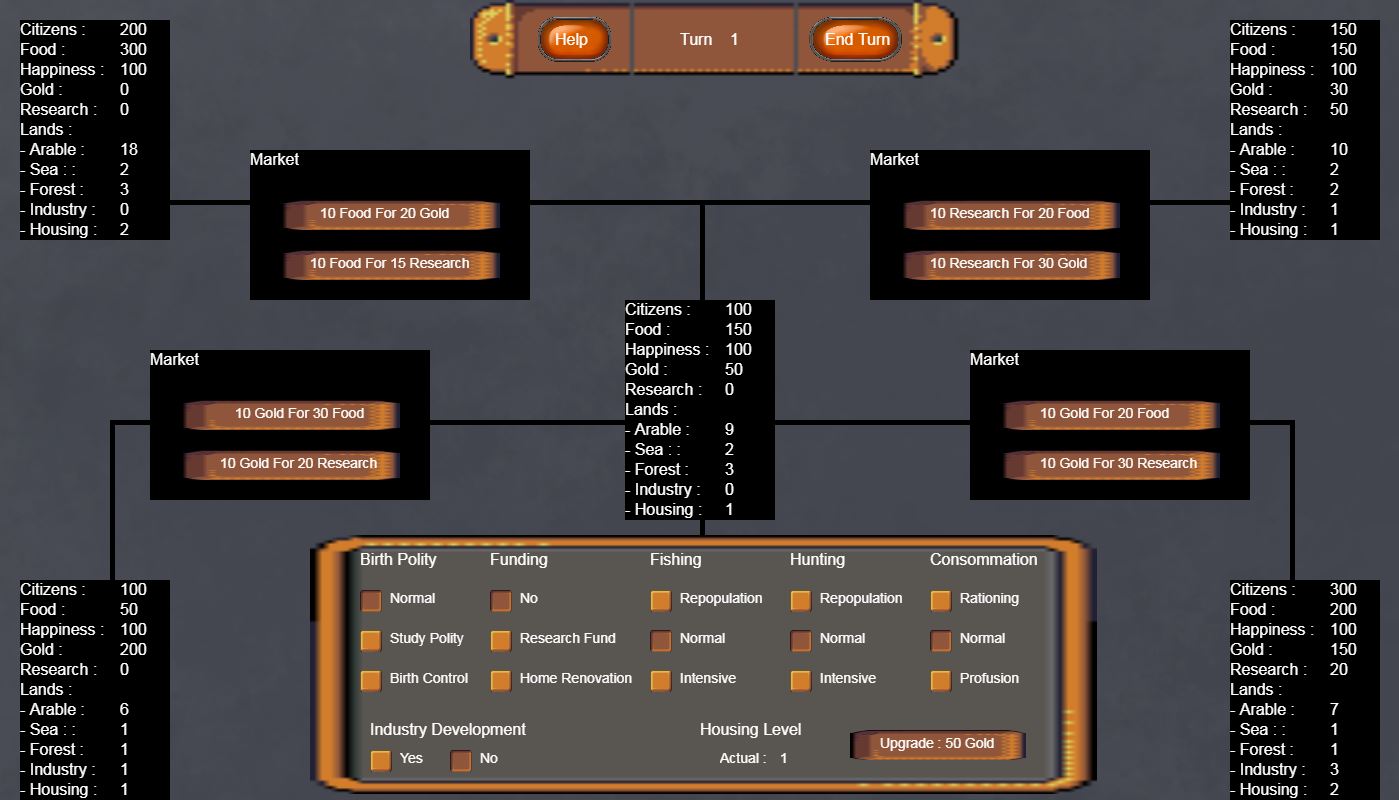 Help
Turn 1
End Turn
Citizens : 200
Food : 300
Happiness : 100
Gold : 0
Research : 0
Lands :
- Arable : 18
- Sea : : 2
- Forest : 3
- Industry : 0
- Housing : 2
Market
10 Food For 20 Gold
10 Food For 15 Research
Market
10 Research For 20 Food
10 Research For 30 Gold
Citizens : 150
Food : 150
Happiness : 100
Gold : 30
Research : 50
Lands :
- Arable : 10
- Sea : : 2
- Forest : 2
- Industry : 1
- Housing : 1
Citizens : 100
Food : 150
Happiness : 100
Gold : 50
Research : 0
Lands :
- Arable : 9
- Sea : : 2
- Forest : 3
- Industry : 0
- Housing : 1
Market
10 Gold For 30 Food
10 Gold For 20 Research
Market
10 Gold For 20 Food
10 Gold For 30 Research
Citizens : 100
Food : 50
Happiness : 100
Gold : 200
Research : 0
Lands :
- Arable : 6
- Sea : : 1
- Forest : 1
- Industry : 1
- Housing : 1
Birth Polity Funding Fishing Hunting Consommation
Normal No Repopulation Repopulation Rationing
Study Polity Research Fund Normal Normal Normal
Birth Control Home Renovation Intensive Intensive Profusion
Industry Development Housing Level
Yes No Actual : 1 Upgrade : 50 Gold
Citizens : 300
Food : 200
Happiness : 100
Gold : 150
Research : 20
Lands :
- Arable : 7
- Sea : : 1
- Forest : 1
- Industry : 3
- Housing : 2